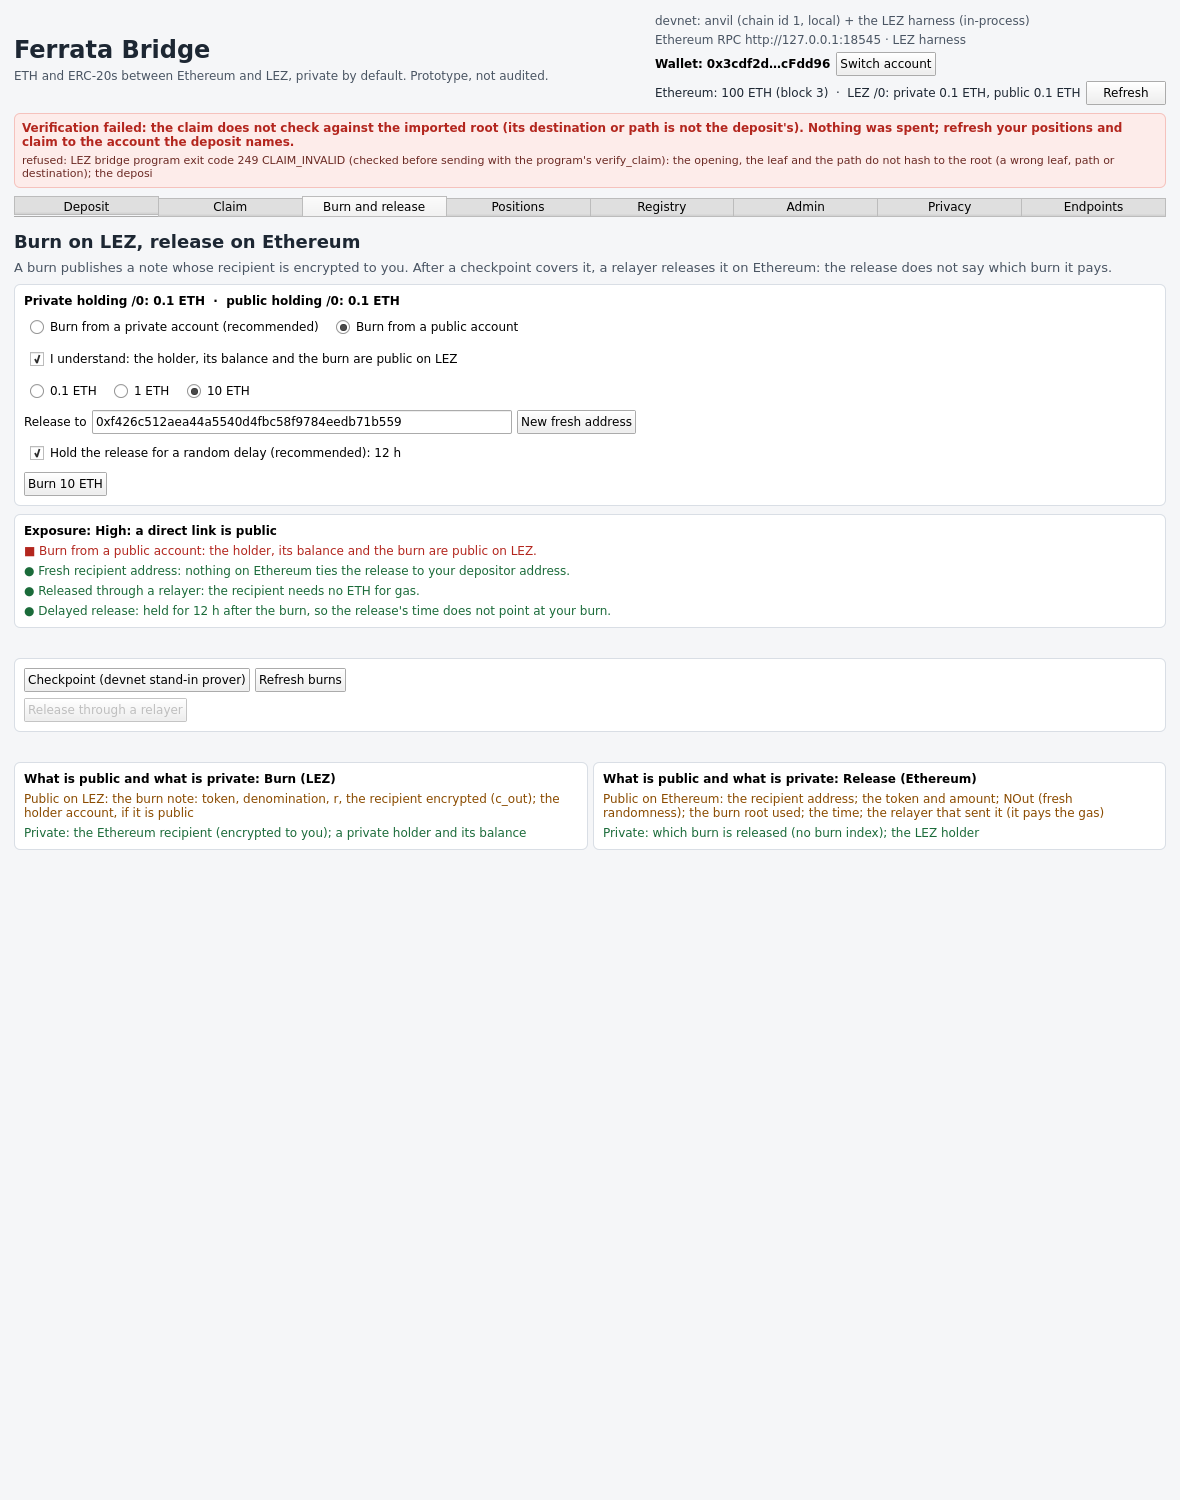 Ferrata Bridge
ETH and ERC-20s between Ethereum and LEZ, private by default. Prototype, not audited.
devnet: anvil (chain id 1, local) + the LEZ harness (in-process)
Ethereum RPC http://127.0.0.1:18545 · LEZ harness
Wallet: 0x3cdf2d…cFdd96 Switch account
Ethereum: 100 ETH (block 3) · LEZ /0: private 0.1 ETH, public 0.1 ETH Refresh
Verification failed: the claim does not check against the imported root (its destination or path is not the deposit's). Nothing was spent; refresh your positions and
claim to the account the deposit names.
refused: LEZ bridge program exit code 249 CLAIM_INVALID (checked before sending with the program's verify_claim): the opening, the leaf and the path do not hash to the root (a wrong leaf, path or
destination); the deposi
Deposit Claim Burn and release Positions Registry Admin Privacy Endpoints
Burn on LEZ, release on Ethereum
A burn publishes a note whose recipient is encrypted to you. After a checkpoint covers it, a relayer releases it on Ethereum: the release does not say which burn it pays.
Private holding /0: 0.1 ETH · public holding /0: 0.1 ETH
Burn from a private account (recommended) Burn from a public account
I understand: the holder, its balance and the burn are public on LEZ
0.1 ETH 1 ETH 10 ETH
Release to 0xf426c512aea44a5540d4fbc58f9784eedb71b559 New fresh address
Hold the release for a random delay (recommended): 12 h
Burn 10 ETH
Exposure: High: a direct link is public
■ Burn from a public account: the holder, its balance and the burn are public on LEZ.
● Fresh recipient address: nothing on Ethereum ties the release to your depositor address.
● Released through a relayer: the recipient needs no ETH for gas.
● Delayed release: held for 12 h after the burn, so the release's time does not point at your burn.
Checkpoint (devnet stand-in prover) Refresh burns
Release through a relayer
What is public and what is private: Burn (LEZ)
Public on LEZ: the burn note: token, denomination, r, the recipient encrypted (c_out); the
holder account, if it is public
Private: the Ethereum recipient (encrypted to you); a private holder and its balance
What is public and what is private: Release (Ethereum)
Public on Ethereum: the recipient address; the token and amount; NOut (fresh
randomness); the burn root used; the time; the relayer that sent it (it pays the gas)
Private: which burn is released (no burn index); the LEZ holder